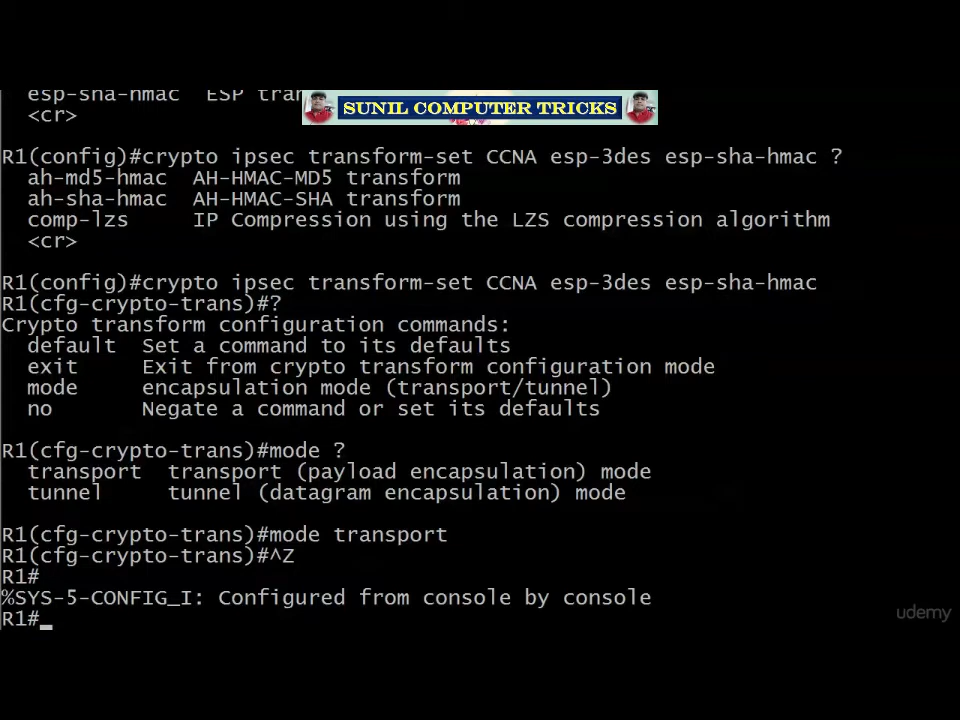 esp-sha-hmac  ESP tran
SUNIL COMPUTER TRICKS
<cr>
R1(config)#crypto ipsec transform-set CCNA esp-3des esp-sha-hmac ?
ah-md5-hmac  AH-HMAC-MD5 transform
ah-sha-hmac  AH-HMAC-SHA transform
comp-lzs     IP Compression using the LZS compression algorithm
<cr>
R1(config)#crypto ipsec transform-set CCNA esp-3des esp-sha-hmac
R1(cfg-crypto-trans)#?
Crypto transform configuration commands:
default  Set a command to its defaults
exit     Exit from crypto transform configuration mode
mode     encapsulation mode (transport/tunnel)
no       Negate a command or set its defaults
R1(cfg-crypto-trans)#mode ?
transport  transport (payload encapsulation) mode
tunnel     tunnel (datagram encapsulation) mode
R1(cfg-crypto-trans)#mode transport
R1(cfg-crypto-trans)#^Z
R1#
%SYS-5-CONFIG_I: Configured from console by console
R1#_
udemy